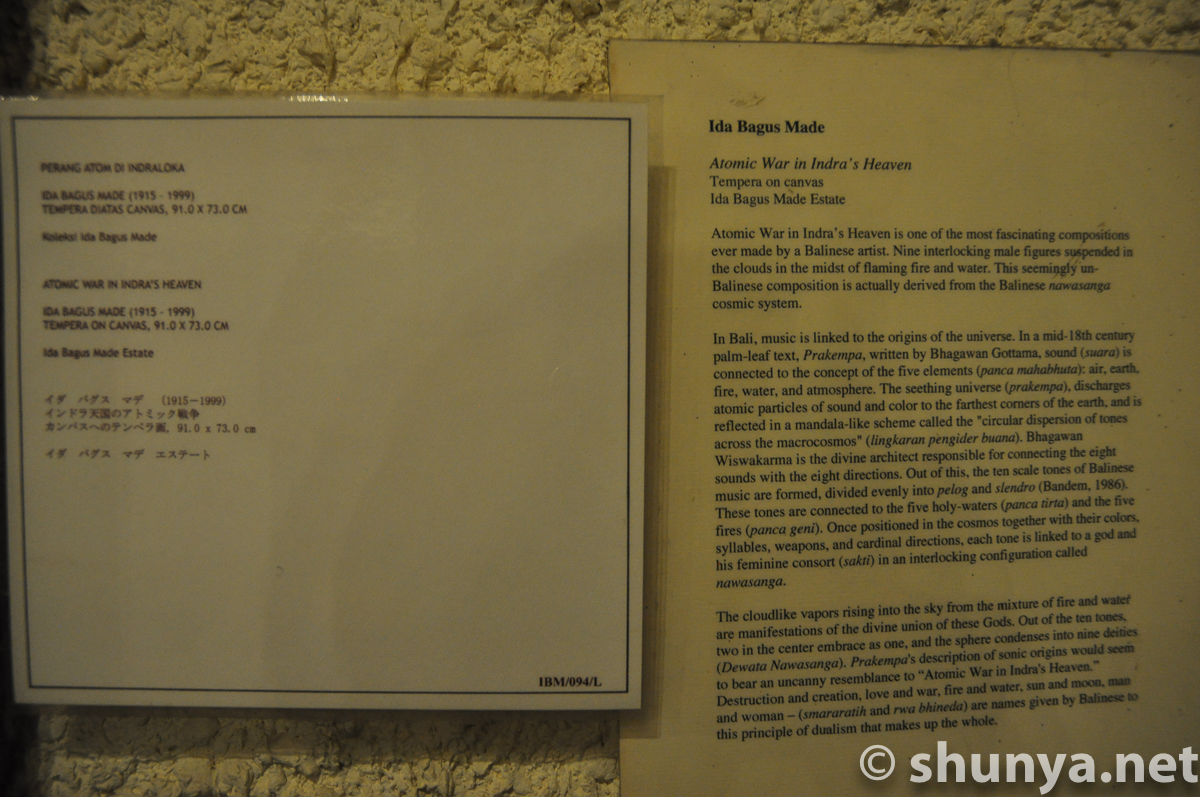 PERANG ATOM DI INDRALOKA
IDA BAGUS MADE (1915 - 1999)
TEMPERA DIATAS CANVAS, 91.0 X 73.0 CM
Koleksi Ida Bagus Made
ATOMIC WAR IN INDRA'S HEAVEN
IDA BAGUS MADE (1915 - 1999)
TEMPERA ON CANVAS, 91.0 X 73.0 CM
Ida Bagus Made Estate
イダ　バグス　マデ　(1915－1999)
インドラ天国のアトミック戦争
カンバスへのテンペラ画, 91.0 x 73.0 cm
イダ　バグス　マデ　エステート
IBM/094/L
Ida Bagus Made
Atomic War in Indra's Heaven
Tempera on canvas
Ida Bagus Made Estate
Atomic War in Indra's Heaven is one of the most fascinating compositions
ever made by a Balinese artist. Nine interlocking male figures suspended in
the clouds in the midst of flaming fire and water. This seemingly un-
Balinese composition is actually derived from the Balinese nawasanga
cosmic system.
In Bali, music is linked to the origins of the universe. In a mid-18th century
palm-leaf text, Prakempa, written by Bhagawan Gottama, sound (suara) is
connected to the concept of the five elements (panca mahabhuta): air, earth,
fire, water, and atmosphere. The seething universe (prakempa), discharges
atomic particles of sound and color to the farthest corners of the earth, and is
reflected in a mandala-like scheme called the "circular dispersion of tones
across the macrocosmos" (lingkaran pengider buana). Bhagawan
Wiswakarma is the divine architect responsible for connecting the eight
sounds with the eight directions. Out of this, the ten scale tones of Balinese
music are formed, divided evenly into pelog and slendro (Bandem, 1986).
These tones are connected to the five holy-waters (panca tirta) and the five
fires (panca geni). Once positioned in the cosmos together with their colors,
syllables, weapons, and cardinal directions, each tone is linked to a god and
his feminine consort (sakti) in an interlocking configuration called
nawasanga.
The cloudlike vapors rising into the sky from the mixture of fire and water
are manifestations of the divine union of these Gods. Out of the ten tones,
two in the center embrace as one, and the sphere condenses into nine deities
(Dewata Nawasanga). Prakempa's description of sonic origins would seem
to bear an uncanny resemblance to “Atomic War in Indra's Heaven.”
Destruction and creation, love and war, fire and water, sun and moon, man
and woman – (smararatih and rwa bhineda) are names given by Balinese to
this principle of dualism that makes up the whole.
© shunya.net